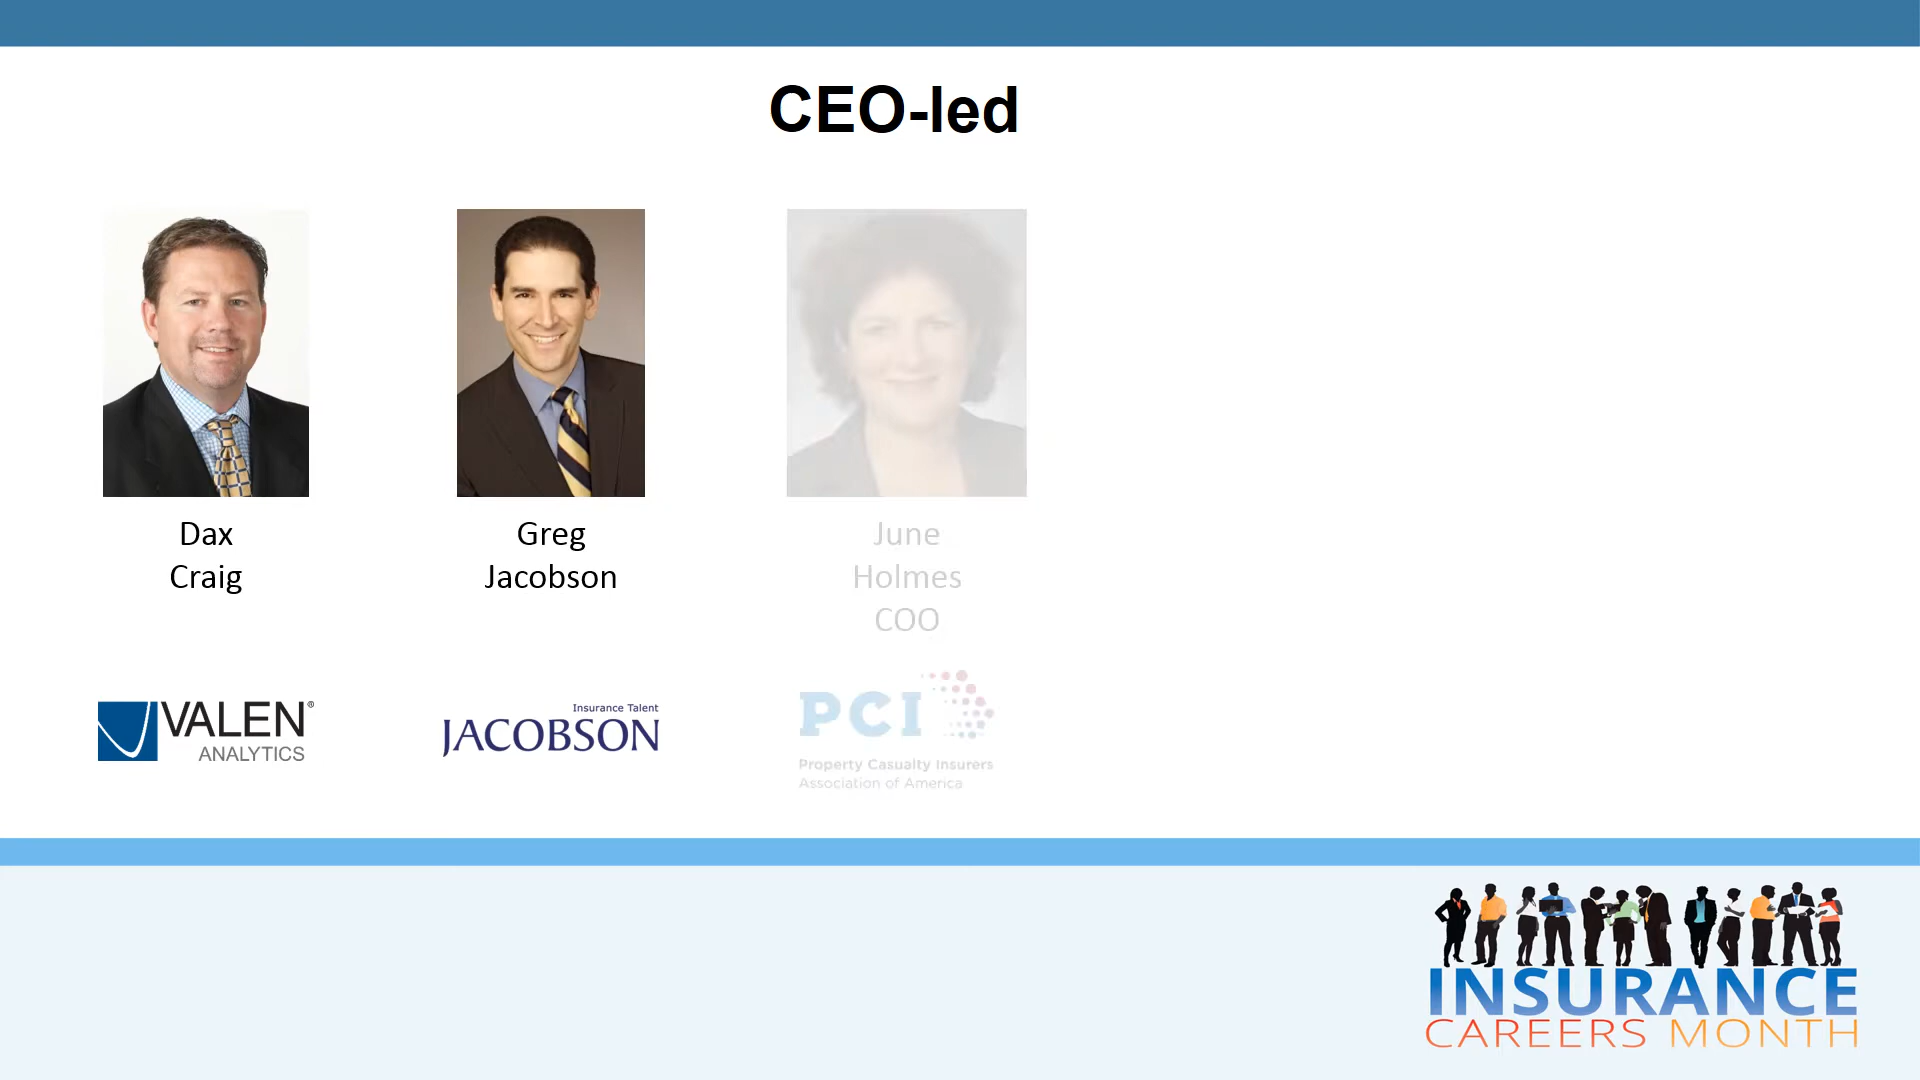 CEO-led
Dax
Craig
Greg
Jacobson
June
Holmes
COO
VALEN®
ANALYTICS
Insurance Talent
JACOBSON
PCI
Property Casualty Insurers
Association of America
INSURANCE
CAREERS MONTH